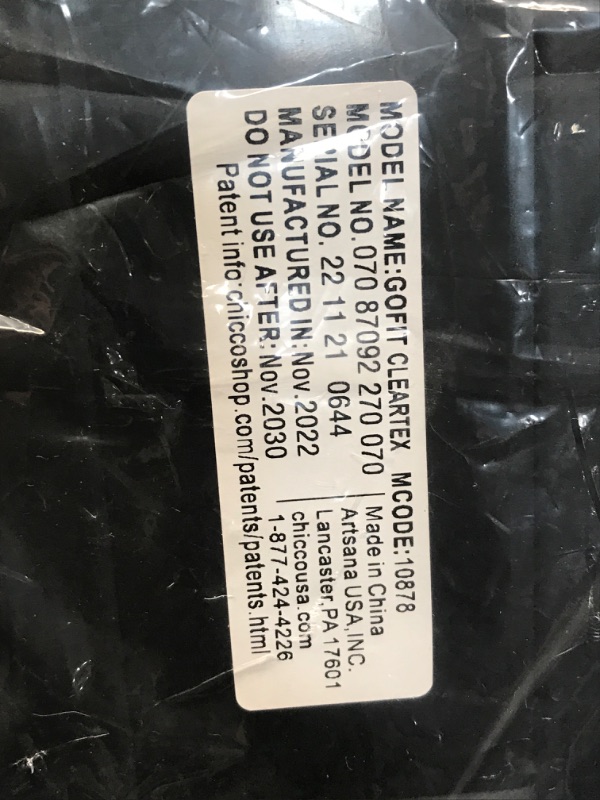 MODEL NAME:GOFIT CLEARTEX MCODE:10878
MODEL NO. 070 87092 270 070
SERIAL NO. 22 11 21 0644
MANUFACTURED IN: Nov.2022
DO NOT USE AFTER: Nov.2030
Made in China
Artsana USA,INC.
Lancaster,PA 17601
chiccousa.com
1-877-424-4226
Patent info:chiccoshop.com/patents/patents.html